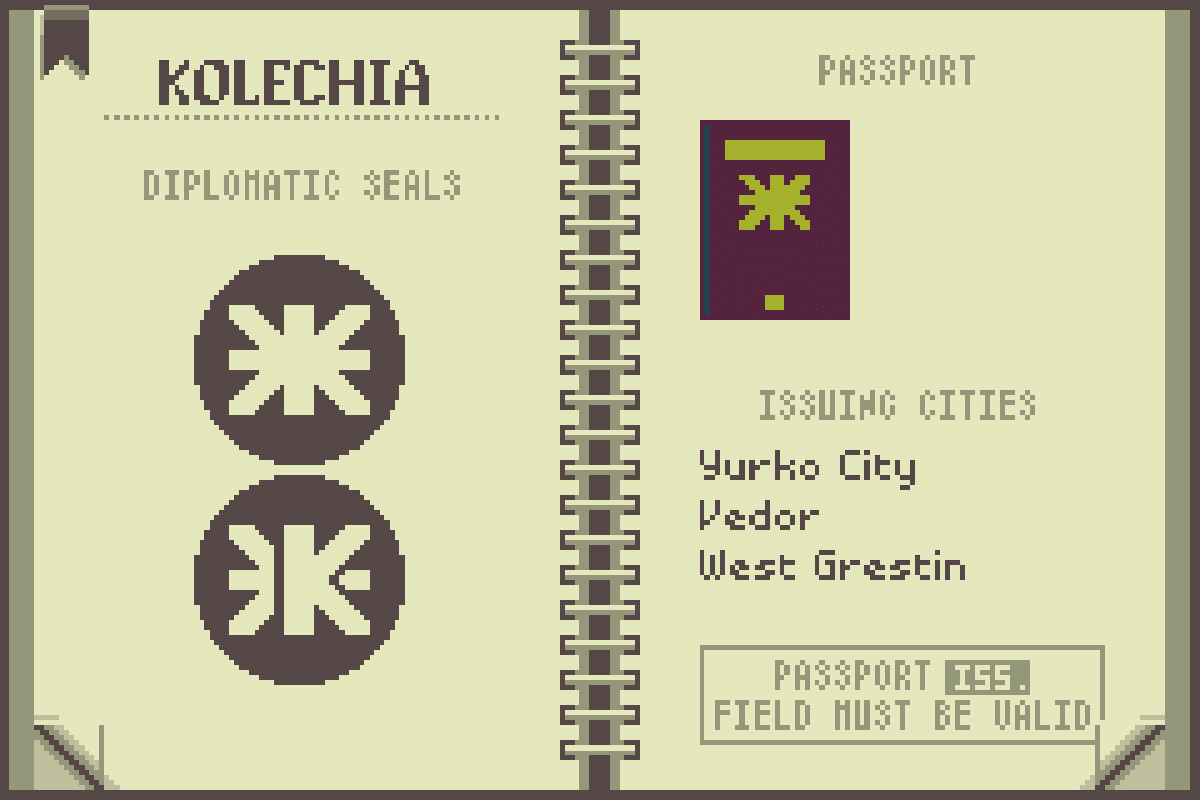 KOLECHIA
DIPLOMATIC SEALS
PASSPORT
ISSUING CITIES
Yurko City
Vedor
West Grestin
PASSPORT ISS.
FIELD MUST BE VALID